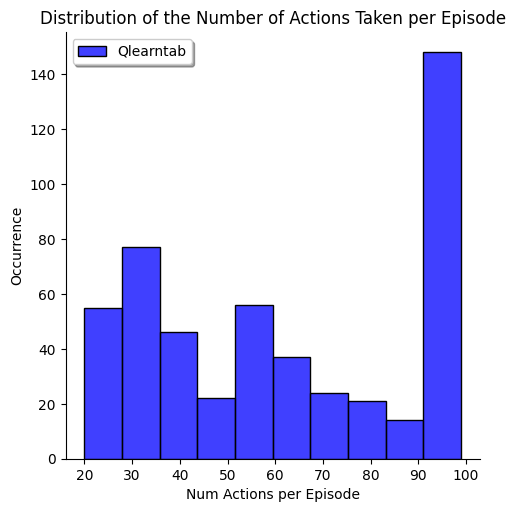 Distribution of the Number of Actions Taken per Episode
Qlearntab
140
120
100
80
60
40
20
0
Occurrence
20 30 40 50 60 70 80 90 100
Num Actions per Episode